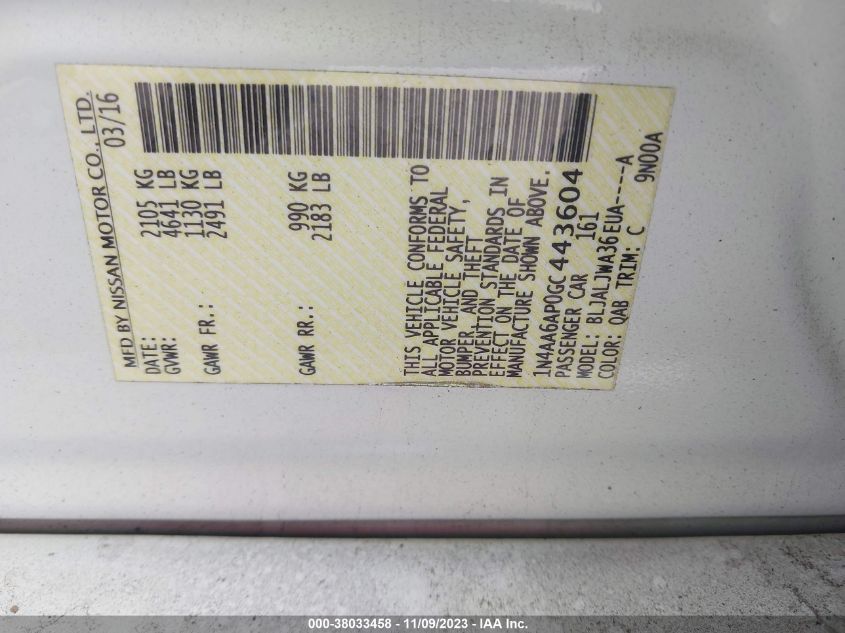 MFD BY NISSAN MOTOR CO., LTD.
DATE: 03/16
GVWR: 2105 KG
4641 LB
GAWR FR.: 1130 KG
2491 LB
GAWR RR.: 990 KG
2183 LB
THIS VEHICLE CONFORMS TO
ALL APPLICABLE FEDERAL
MOTOR VEHICLE SAFETY,
BUMPER, AND THEFT
PREVENTION STANDARDS IN
EFFECT ON THE DATE OF
MANUFACTURE SHOWN ABOVE.
1N4AA6AP0GC443604
PASSENGER CAR 161
MODEL: BLJALJWA36EUA-----A
COLOR: QAB TRIM: C 9N00A
000-38033458 - 11/09/2023 - IAA Inc.